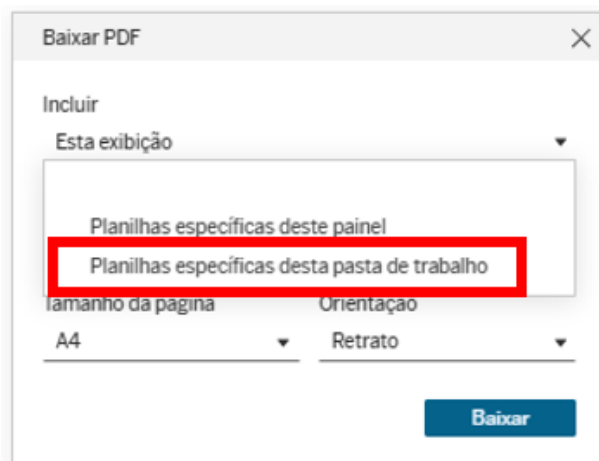 Baixar PDF
Incluir
Esta exibição
Planilhas específicas deste painel
Planilhas específicas desta pasta de trabalho
Tamanho da página
Orientação
A4
Retrato
Baixar